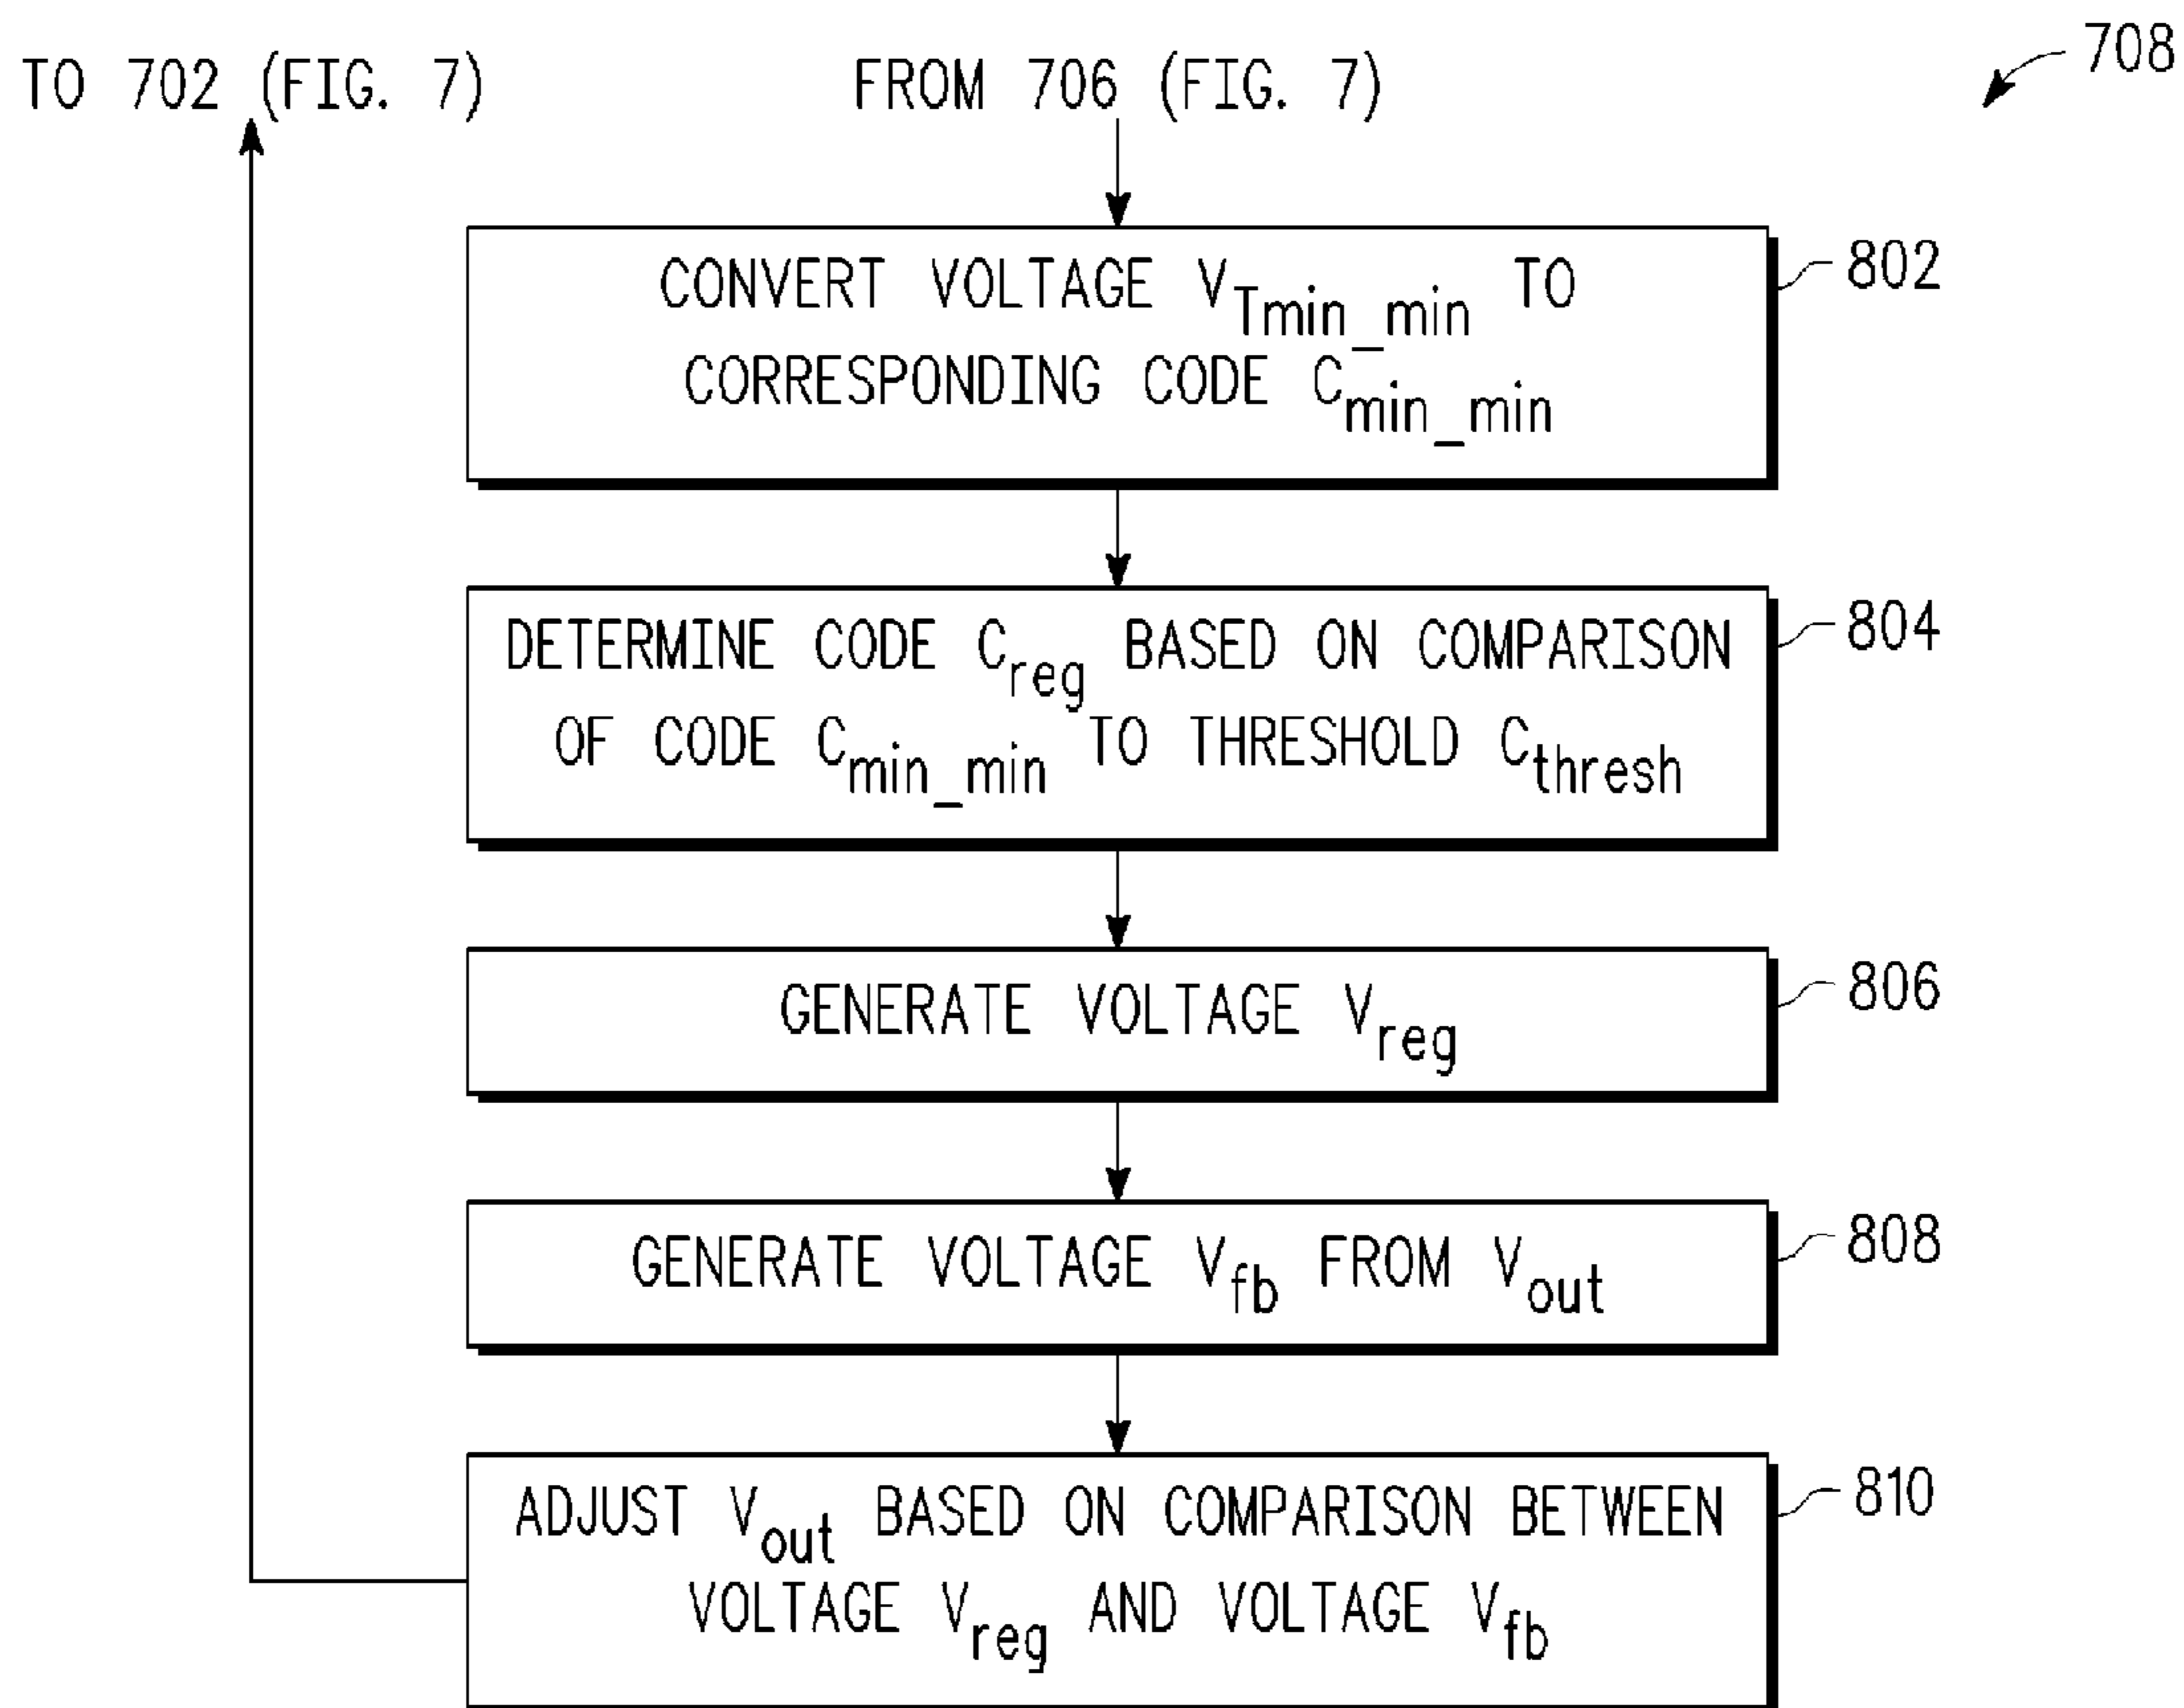 TO 702 (FIG. 7)
FROM 706 (FIG. 7)
708
CONVERT VOLTAGE VTmin_min TO
CORRESPONDING CODE Cmin_min
802
DETERMINE CODE Creg BASED ON COMPARISON
OF CODE Cmin_min TO THRESHOLD Cthresh
804
GENERATE VOLTAGE Vreg
806
GENERATE VOLTAGE Vfb FROM Vout
808
ADJUST Vout BASED ON COMPARISON BETWEEN
VOLTAGE Vreg AND VOLTAGE Vfb
810